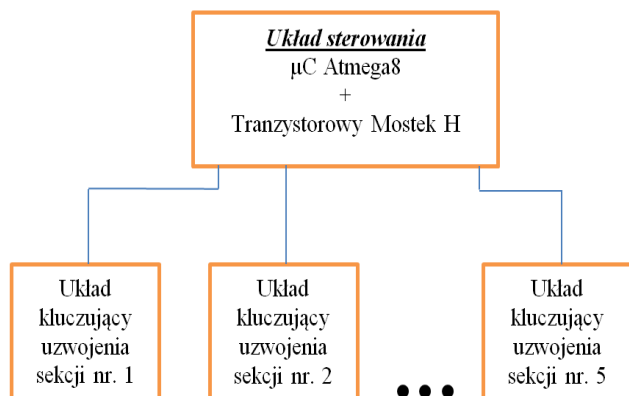 Układ sterowania
μC Atmega8
+
Tranzystorowy Mostek H
Układ
kluczujący
uzwojenia
sekcji nr. 1
Układ
kluczujący
uzwojenia
sekcji nr. 2
•••
Układ
kluczujący
uzwojenia
sekcji nr. 5